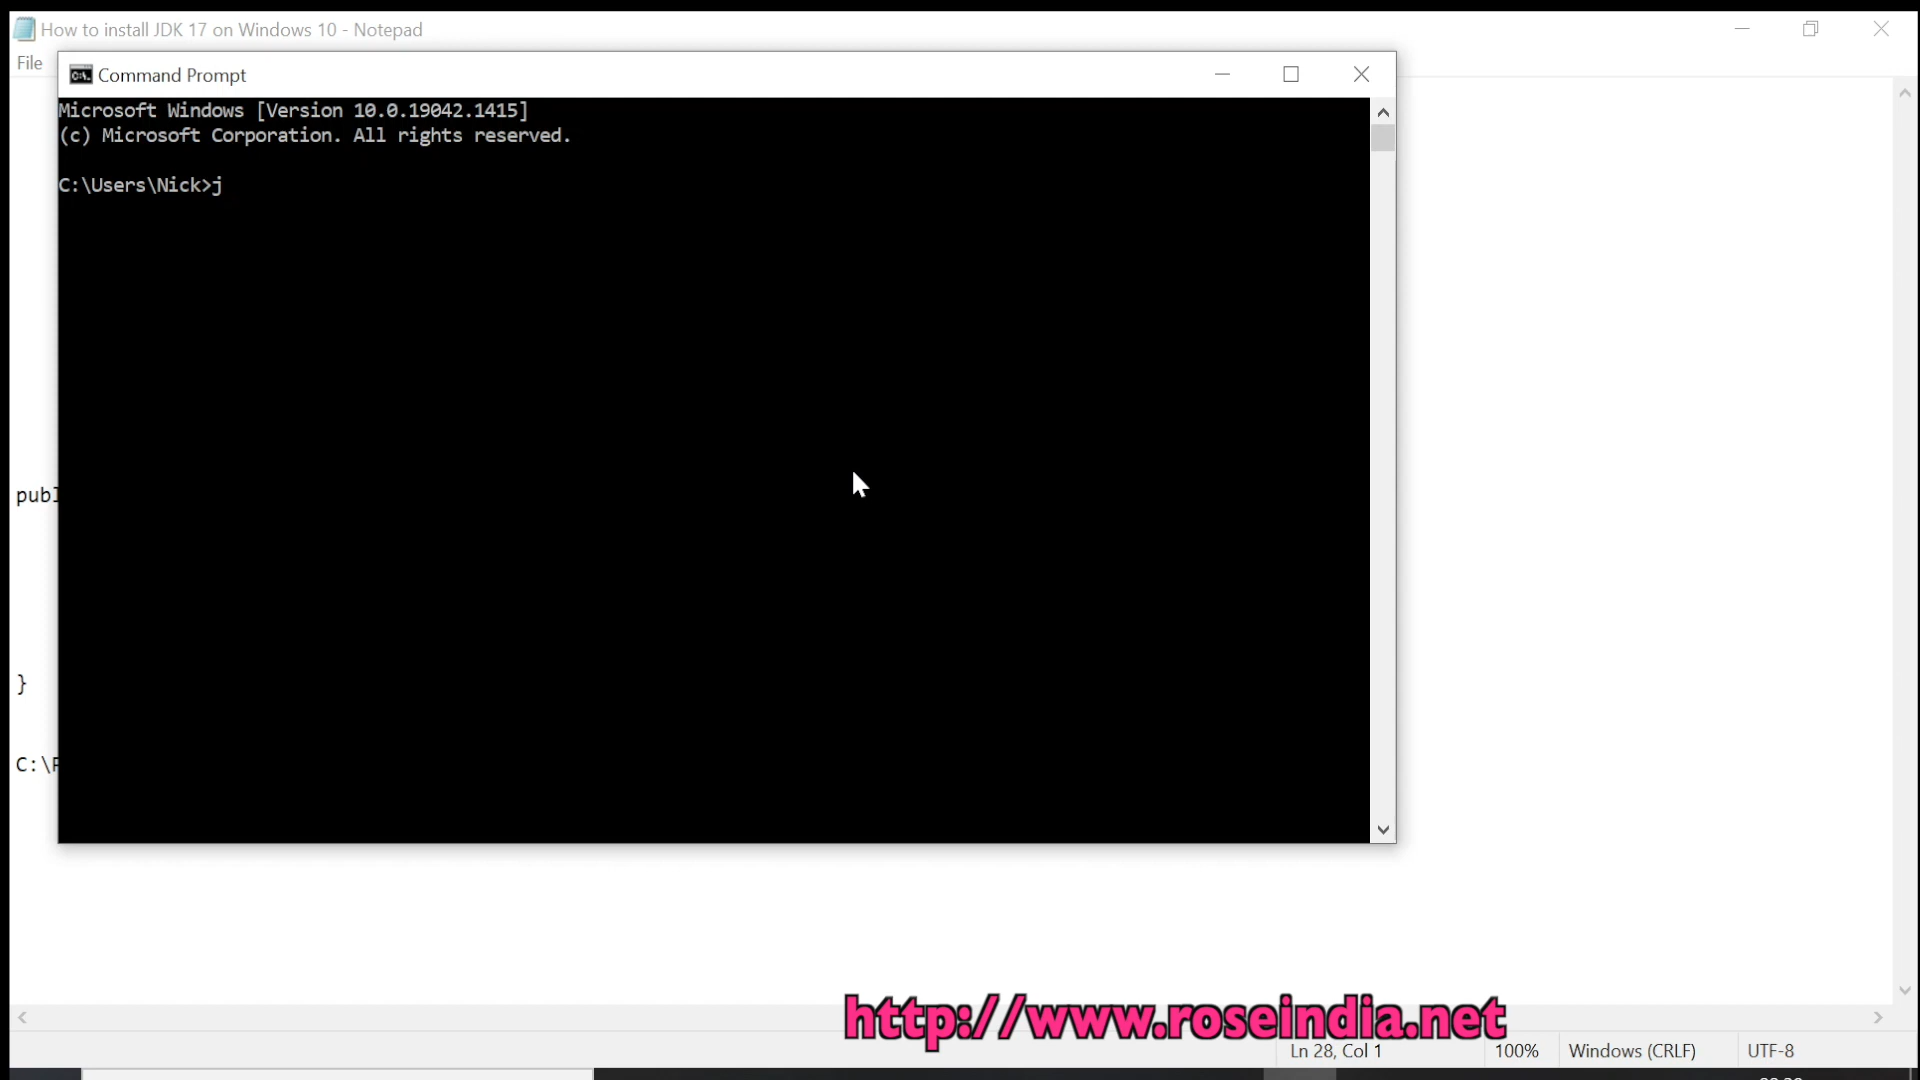 How to install JDK 17 on Windows 10 - Notepad
File
Command Prompt
Microsoft Windows [Version 10.0.19042.1415]
(c) Microsoft Corporation. All rights reserved.
C:\Users\Nick>j
publ
}
C:\P
http://www.roseindia.net
Ln 28, Col 1
100%
Windows (CRLF)
UTF-8